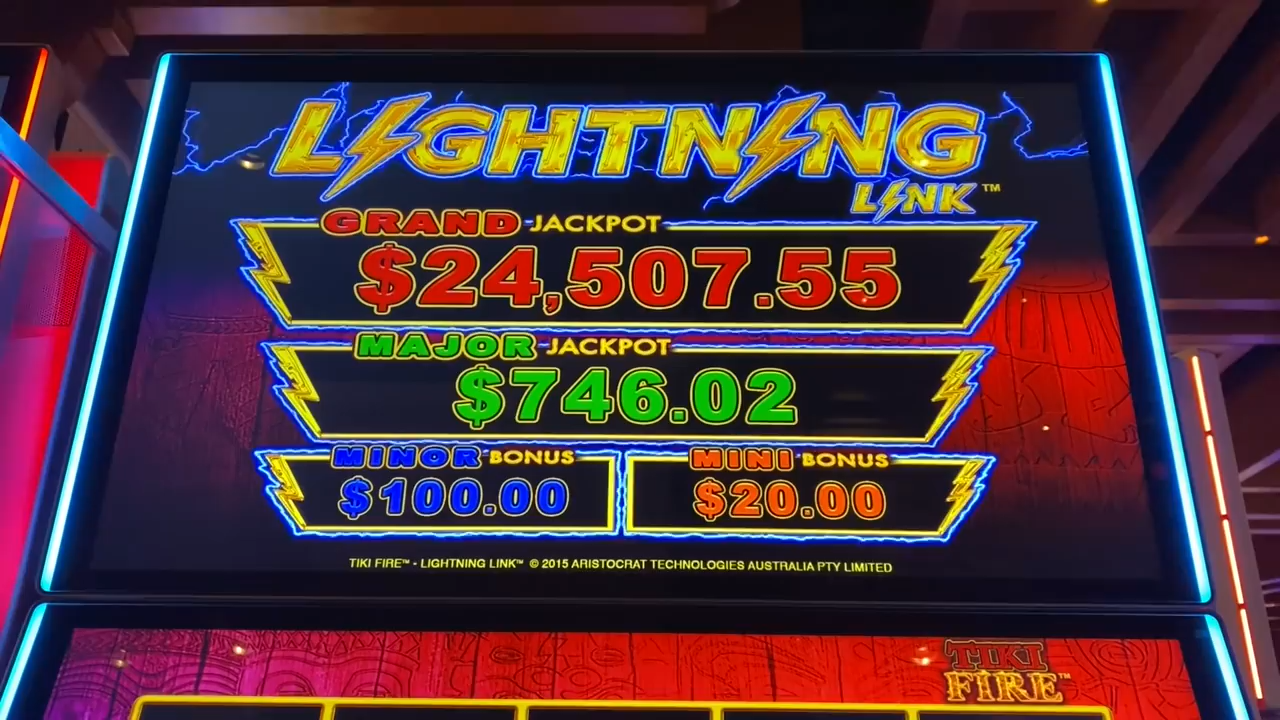 LIGHTNING
LINK™
GRAND JACKPOT
$24,507.55
MAJOR JACKPOT
$746.02
MINOR BONUS
$100.00
MINI BONUS
$20.00
TIKI FIRE™ - LIGHTNING LINK™ © 2015 ARISTOCRAT TECHNOLOGIES AUSTRALIA PTY LIMITED
TIKI
FIRE™